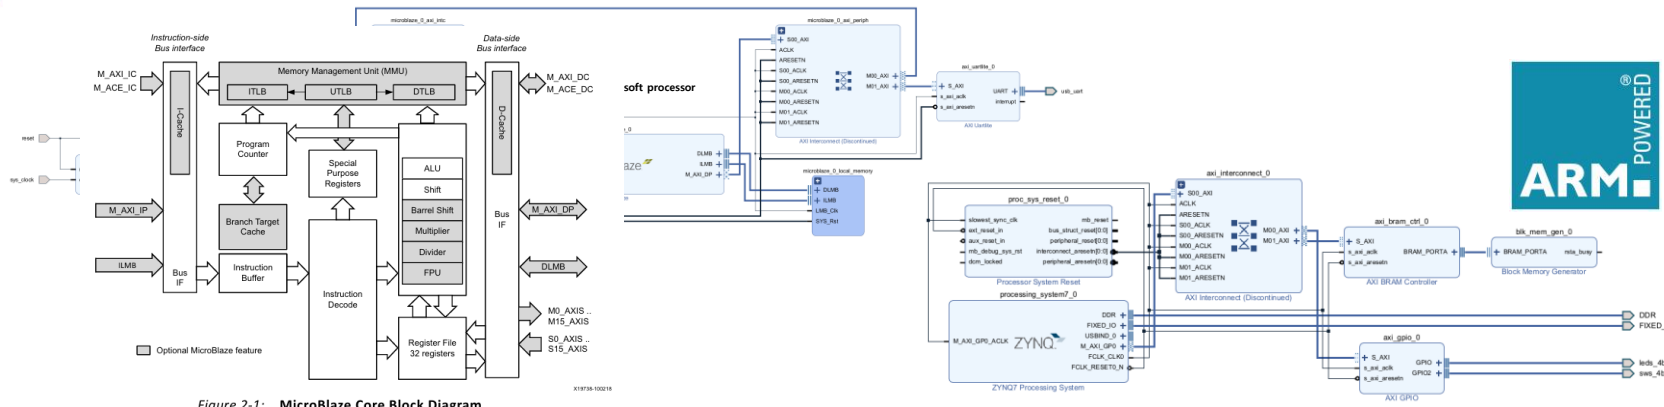 microblaze_0_axi_intc
Instruction-side
Bus interface
Data-side
Bus interface
M_AXI_IC
M_ACE_IC
I-Cache
Memory Management Unit (MMU)
ITLB
UTLB
DTLB
D-Cache
M_AXI_DC
M_ACE_DC
Program
Counter
Special
Purpose
Registers
ALU
Shift
Barrel Shift
Multiplier
Divider
FPU
Branch Target
Cache
M_AXI_IP
ILMB
Bus
IF
Instruction
Buffer
Instruction
Decode
Register File
32 registers
Bus
IF
M_AXI_DP
DLMB
M0_AXIS ..
M15_AXIS
S0_AXIS ..
S15_AXIS
Optional MicroBlaze feature
X19738-100218
Figure 2-1: MicroBlaze Core Block Diagram
reset
sys_clock
soft processor
_0
aze
DLMB
ILMB
M_AXI_DP
microblaze_0_axi_periph
S00_AXI
ACLK
ARESETN
S00_ACLK
S00_ARESETN
M00_ACLK
M00_ARESETN
M01_ACLK
M01_ARESETN
M00_AXI
M01_AXI
AXI Interconnect (Discontinued)
axi_uartlite_0
S_AXI
s_axi_aclk
s_axi_aresetn
UART
interrupt
AXI Uartlite
usb_uart
microblaze_0_local_memory
DLMB
ILMB
LMB_Clk
SYS_Rst
proc_sys_reset_0
slowest_sync_clk
ext_reset_in
aux_reset_in
mb_debug_sys_rst
dcm_locked
mb_reset
bus_struct_reset[0:0]
peripheral_reset[0:0]
interconnect_aresetn[0:0]
peripheral_aresetn[0:0]
Processor System Reset
processing_system7_0
M_AXI_GP0_ACLK
ZYNQ
DDR
FIXED_IO
USBIND_0
M_AXI_GP0
FCLK_CLK0
FCLK_RESET0_N
ZYNQ7 Processing System
axi_interconnect_0
S00_AXI
ACLK
ARESETN
S00_ACLK
S00_ARESETN
M00_ACLK
M00_ARESETN
M01_ACLK
M01_ARESETN
M00_AXI
M01_AXI
AXI Interconnect (Discontinued)
axi_bram_ctrl_0
S_AXI
s_axi_aclk
s_axi_aresetn
BRAM_PORTA
AXI BRAM Controller
blk_mem_gen_0
BRAM_PORTA
rsta_busy
Block Memory Generator
axi_gpio_0
S_AXI
s_axi_aclk
s_axi_aresetn
GPIO
GPIO2
AXI GPIO
DDR
FIXED_
leds_4b
sws_4b
ARM
POWERED
®